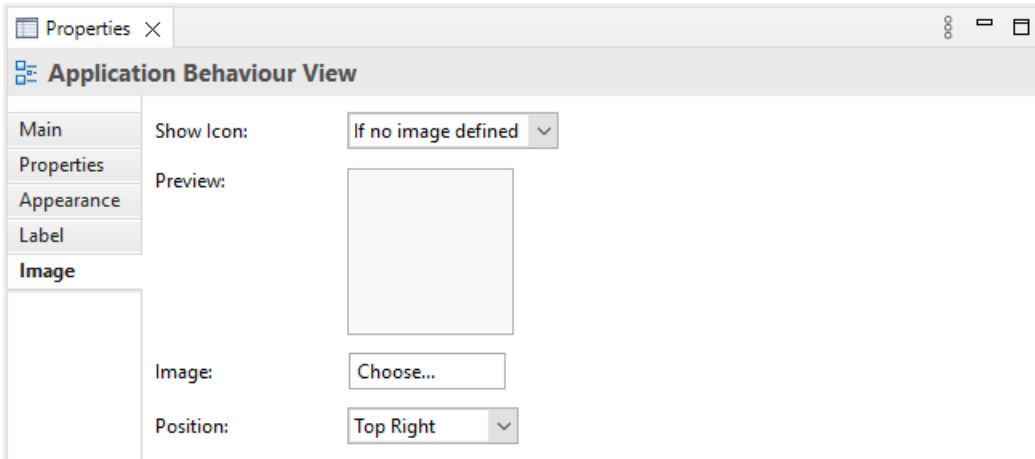 Properties
Application Behaviour View
Main
Properties
Appearance
Label
Image
Show Icon: If no image defined
Preview:
Image: Choose...
Position: Top Right